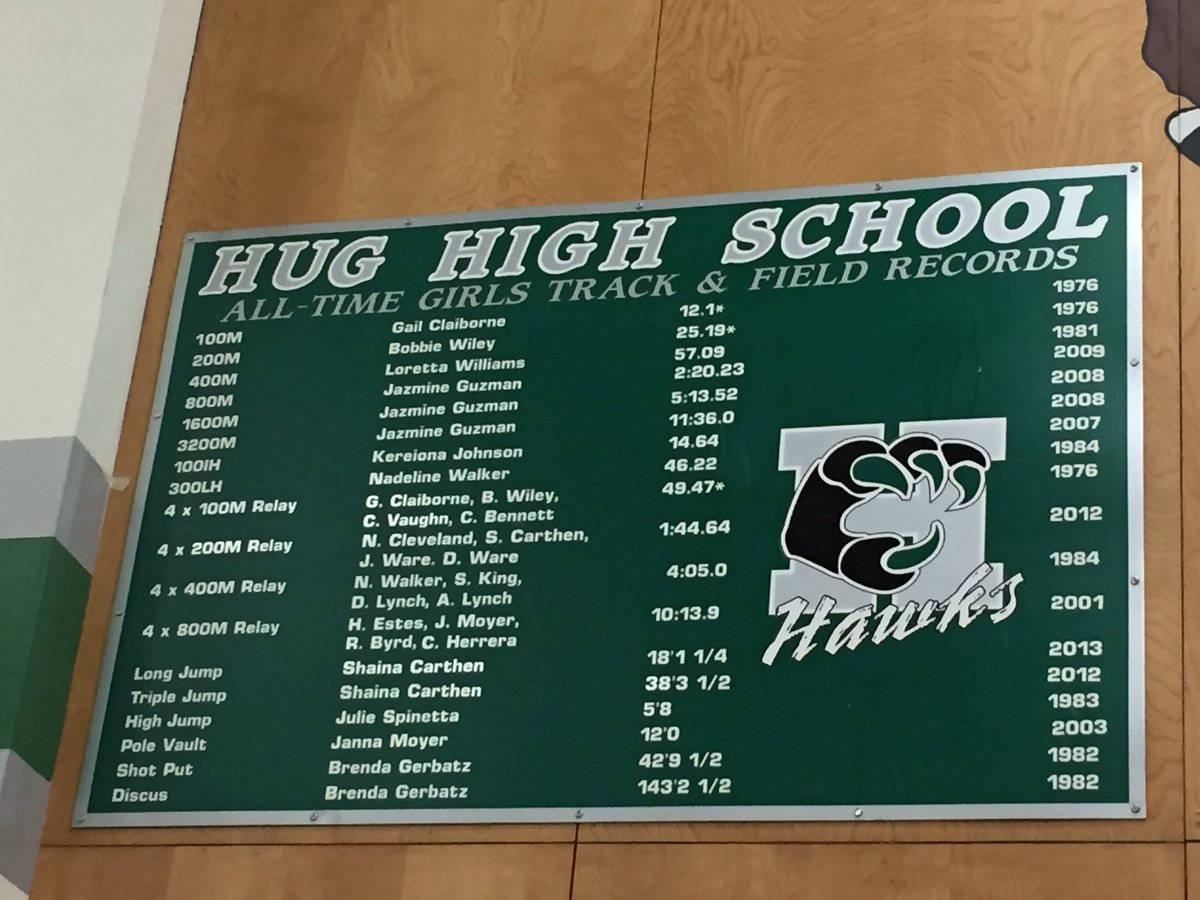 HUG HIGH SCHOOL
ALL-TIME GIRLS TRACK & FIELD RECORDS
100M Gail Claiborne 12.1* 1976
200M Bobbie Wiley 25.19* 1976
400M Loretta Williams 57.09 1981
800M Jazmine Guzman 2:20.23 2009
1600M Jazmine Guzman 5:13.52 2008
3200M Jazmine Guzman 11:36.0 2008
100IH Kereiona Johnson 14.64 2007
300LH Nadeline Walker 46.22 1984
4 x 100M Relay G. Claiborne, B. Wiley, 49.47* 1976
C. Vaughn, C. Bennett
4 x 200M Relay N. Cleveland, S. Carthen, 1:44.64 2012
J. Ware. D. Ware
4 x 400M Relay N. Walker, S. King, 4:05.0 1984
D. Lynch, A. Lynch
4 x 800M Relay H. Estes, J. Moyer, 10:13.9 2001
R. Byrd, C. Herrera
Long Jump Shaina Carthen 18'1 1/4 2013
Triple Jump Shaina Carthen 38'3 1/2 2012
High Jump Julie Spinetta 5'8 1983
Pole Vault Janna Moyer 12'0 2003
Shot Put Brenda Gerbatz 42'9 1/2 1982
Discus Brenda Gerbatz 143'2 1/2 1982
H
Hawks